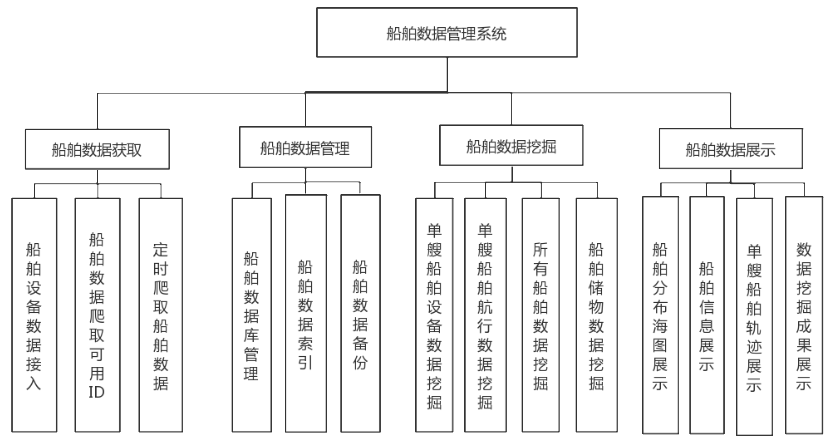 船舶数据管理系统
船舶数据获取
船舶数据管理
船舶数据挖掘
船舶数据展示
船舶设备数据接入
船舶数据爬取可用ID
定时爬取船舶数据
船舶数据库管理
船舶数据索引
船舶数据备份
单艘船舶设备数据挖掘
单艘船舶航行数据挖掘
所有船舶数据挖掘
船舶储物数据挖掘
船舶分布海图展示
船舶信息展示
单艘船舶轨迹展示
数据挖掘成果展示